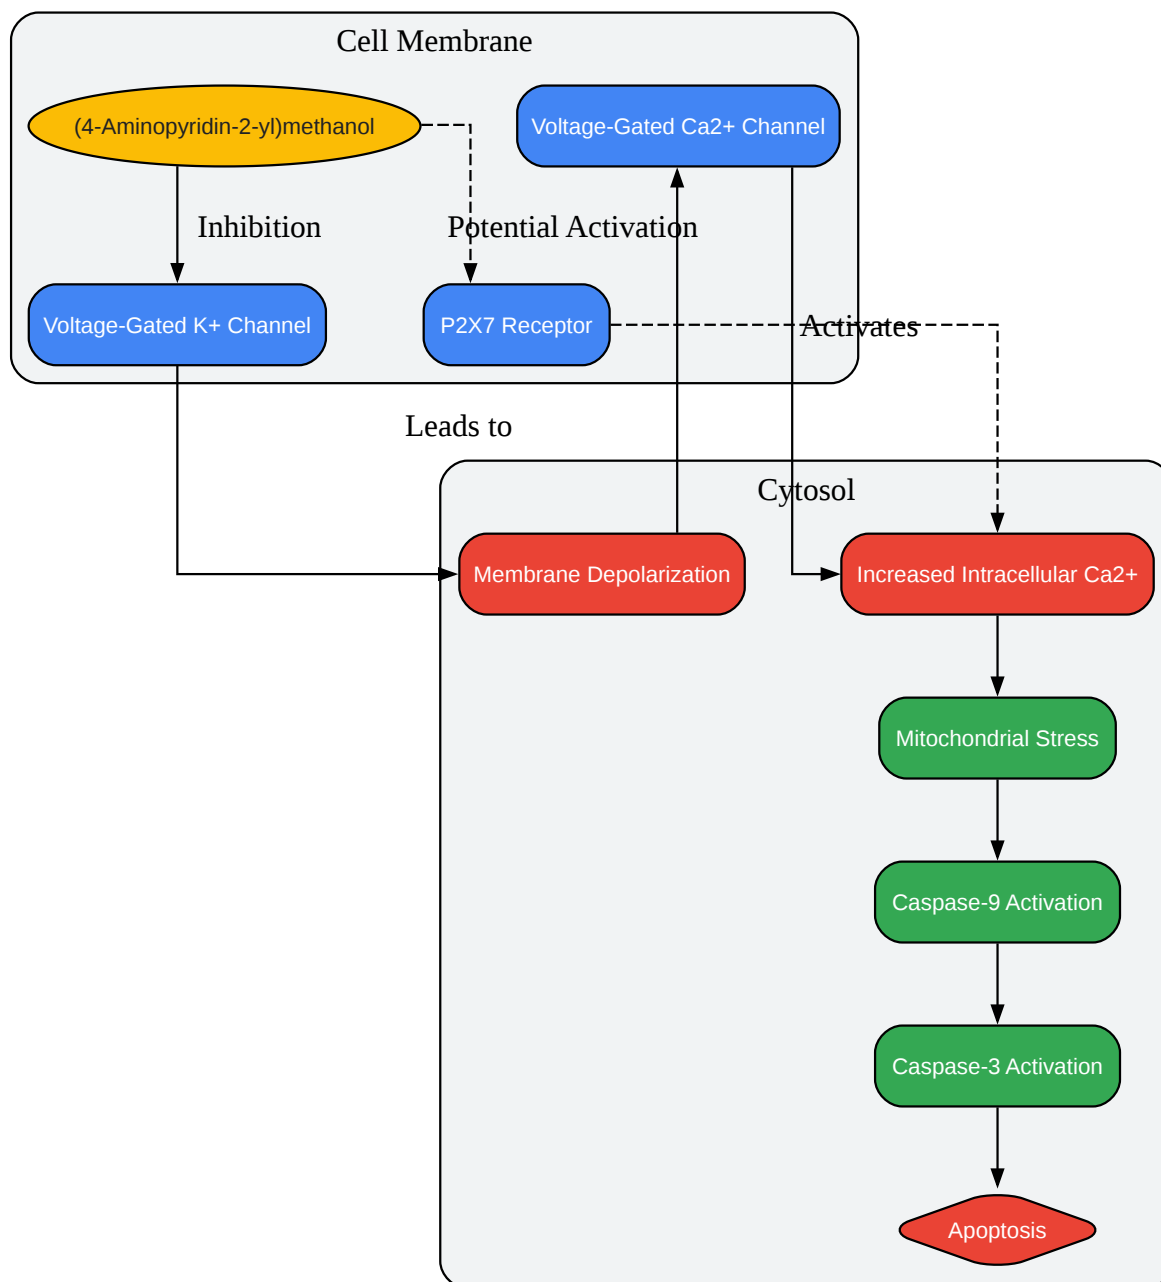 Cell Membrane
(4-Aminopyridin-2-yl)methanol
Voltage-Gated Ca2+ Channel
Inhibition
Potential Activation
Voltage-Gated K+ Channel
P2X7 Receptor
Activates
Leads to
Cytosol
Membrane Depolarization
Increased Intracellular Ca2+
Mitochondrial Stress
Caspase-9 Activation
Caspase-3 Activation
Apoptosis